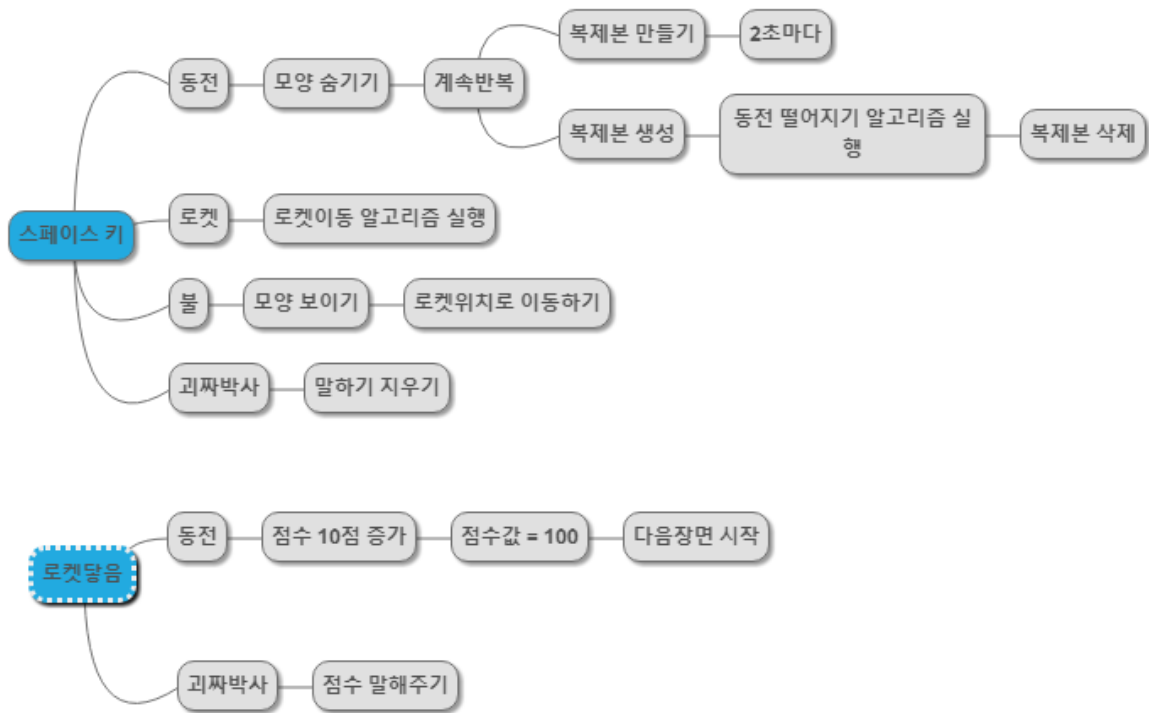 복제본 만들기
2초마다
동전
모양 숨기기
계속반복
복제본 생성
동전 떨어지기 알고리즘 실
행
복제본 삭제
스페이스 키
로켓
로켓이동 알고리즘 실행
불
모양 보이기
로켓위치로 이동하기
괴짜박사
말하기 지우기
로켓닿음
동전
점수 10점 증가
점수값 = 100
다음장면 시작
괴짜박사
점수 말해주기